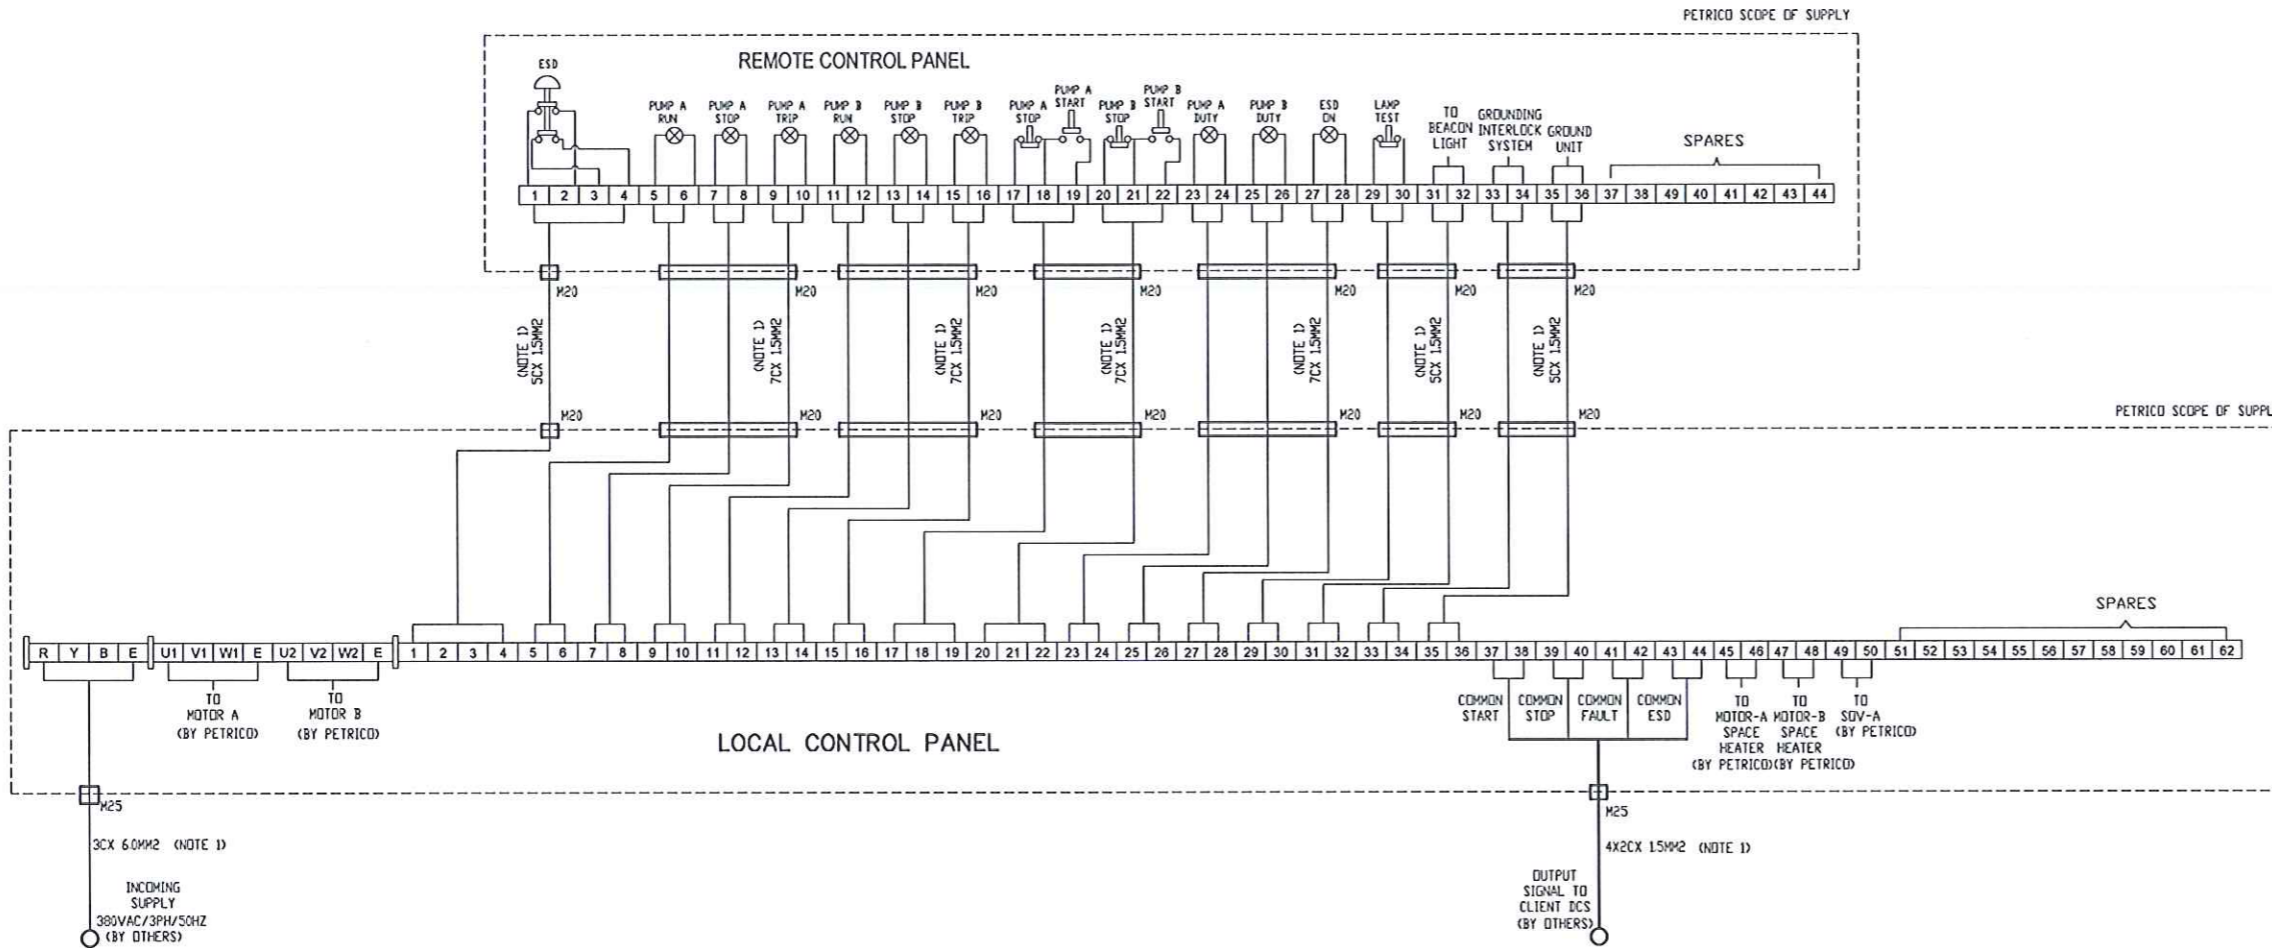 PETRICO SCOPE OF SUPPLY
REMOTE CONTROL PANEL
ESD
PUMP A
RUN
PUMP A
STOP
PUMP A
TRIP
PUMP B
RUN
PUMP B
STOP
PUMP B
TRIP
PUMP A
STOP
PUMP A
START
PUMP B
STOP
PUMP B
START
PUMP A
DUTY
PUMP B
DUTY
ESD
ON
LAMP
TEST
TO
BEACON
LIGHT
GROUNDING
INTERLOCK
SYSTEM
GROUND
UNIT
SPARES
1 2 3 4 5 6 7 8 9 10 11 12 13 14 15 16 17 18 19 20 21 22 23 24 25 26 27 28 29 30 31 32 33 34 35 36 37 38 49 40 41 42 43 44
M20 M20 M20 M20 M20 M20 M20
(NOTE 1)
5CX 1.5MM2
(NOTE 1)
7CX 1.5MM2
(NOTE 1)
7CX 1.5MM2
(NOTE 1)
7CX 1.5MM2
(NOTE 1)
7CX 1.5MM2
(NOTE 1)
5CX 1.5MM2
(NOTE 1)
5CX 1.5MM2
M20 M20 M20 M20 M20 M20 M20
PETRICO SCOPE OF SUPPL
SPARES
R Y B E U1 V1 W1 E U2 V2 W2 E 1 2 3 4 5 6 7 8 9 10 11 12 13 14 15 16 17 18 19 20 21 22 23 24 25 26 27 28 29 30 31 32 33 34 35 36 37 38 39 40 41 42 43 44 45 46 47 48 49 50 51 52 53 54 55 56 57 58 59 60 61 62
TO
MOTOR A
(BY PETRICO)
TO
MOTOR B
(BY PETRICO)
LOCAL CONTROL PANEL
COMMON
START
COMMON
STOP
COMMON
FAULT
COMMON
ESD
TO
MOTOR-A
SPACE
HEATER
(BY PETRICO)
TO
MOTOR-B
SPACE
HEATER
(BY PETRICO)
TO
SOV-A
(BY PETRICO)
M25
3CX 6.0MM2 (NOTE 1)
INCOMING
SUPPLY
380VAC/3PH/50HZ
(BY OTHERS)
M25
4X2CX 1.5MM2 (NOTE 1)
OUTPUT
SIGNAL TO
CLIENT DCS
(BY OTHERS)